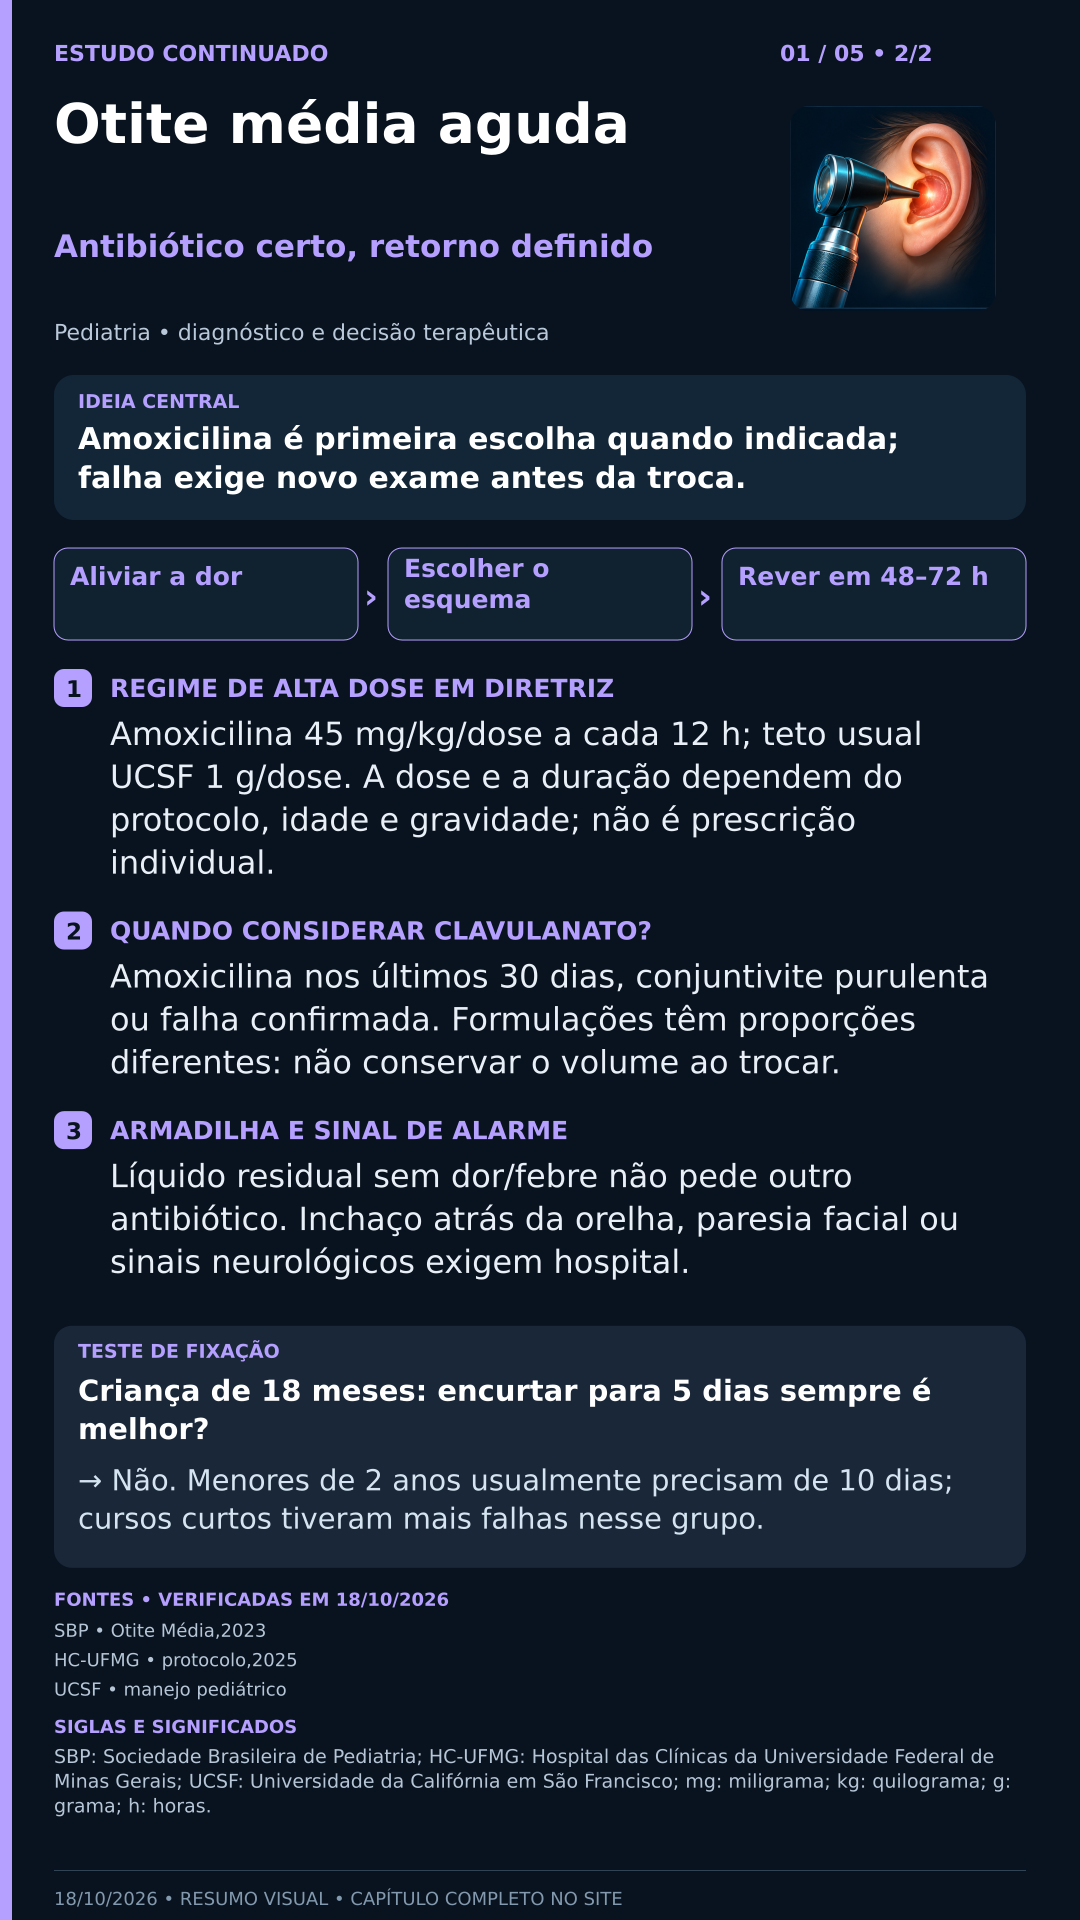 ESTUDO CONTINUADO
01 / 05 • 2/2
Otite média aguda
Antibiótico certo, retorno definido
Pediatria • diagnóstico e decisão terapêutica
IDEIA CENTRAL
Amoxicilina é primeira escolha quando indicada;
falha exige novo exame antes da troca.
Aliviar a dor
›
Escolher o
esquema
›
Rever em 48–72 h
1 REGIME DE ALTA DOSE EM DIRETRIZ
Amoxicilina 45 mg/kg/dose a cada 12 h; teto usual
UCSF 1 g/dose. A dose e a duração dependem do
protocolo, idade e gravidade; não é prescrição
individual.
2 QUANDO CONSIDERAR CLAVULANATO?
Amoxicilina nos últimos 30 dias, conjuntivite purulenta
ou falha confirmada. Formulações têm proporções
diferentes: não conservar o volume ao trocar.
3 ARMADILHA E SINAL DE ALARME
Líquido residual sem dor/febre não pede outro
antibiótico. Inchaço atrás da orelha, paresia facial ou
sinais neurológicos exigem hospital.
TESTE DE FIXAÇÃO
Criança de 18 meses: encurtar para 5 dias sempre é
melhor?
→ Não. Menores de 2 anos usualmente precisam de 10 dias;
cursos curtos tiveram mais falhas nesse grupo.
FONTES • VERIFICADAS EM 18/10/2026
SBP • Otite Média,2023
HC-UFMG • protocolo,2025
UCSF • manejo pediátrico
SIGLAS E SIGNIFICADOS
SBP: Sociedade Brasileira de Pediatria; HC-UFMG: Hospital das Clínicas da Universidade Federal de
Minas Gerais; UCSF: Universidade da Califórnia em São Francisco; mg: miligrama; kg: quilograma; g:
grama; h: horas.
18/10/2026 • RESUMO VISUAL • CAPÍTULO COMPLETO NO SITE